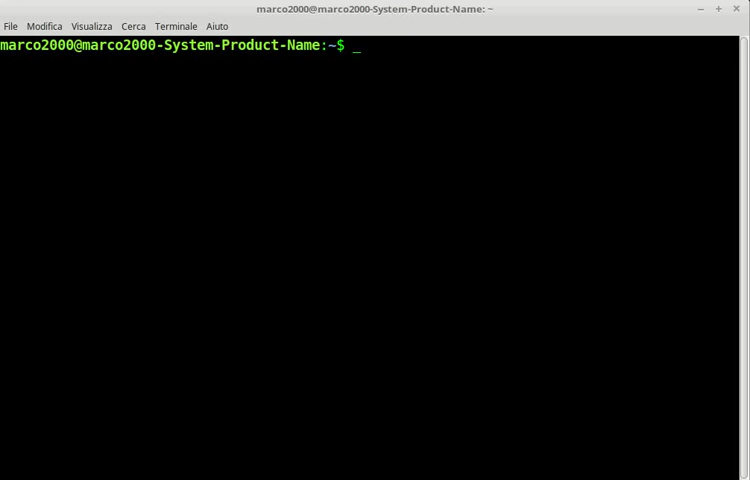 marco2000@marco2000-System-Product-Name: ~
File Modifica Visualizza Cerca Terminale Aiuto
marco2000@marco2000-System-Product-Name:~$ _